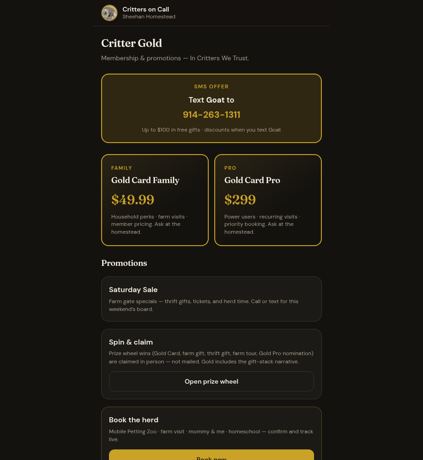 Critters on Call
Sheehan Homestead
Critter Gold
Membership & promotions — In Critters We Trust.
SMS OFFER
Text Goat to
914-263-1311
Up to $100 in free gifts · discounts when you text Goat
FAMILY
Gold Card Family
$49.99
Household perks · farm visits ·
member pricing. Ask at the
homestead.
PRO
Gold Card Pro
$299
Power users · recurring visits ·
priority booking. Ask at the
homestead.
Promotions
Saturday Sale
Farm gate specials — thrift gifts, tickets, and herd time. Call or text for this
weekend's board.
Spin & claim
Prize wheel wins (Gold Card, farm gift, thrift gift, farm tour, Gold Pro nomination)
are claimed in person — not mailed. Gold includes the gift-stack narrative.
Open prize wheel
Book the herd
Mobile Petting Zoo · farm visit · mommy & me · homeschool — confirm and track
live.
Book now